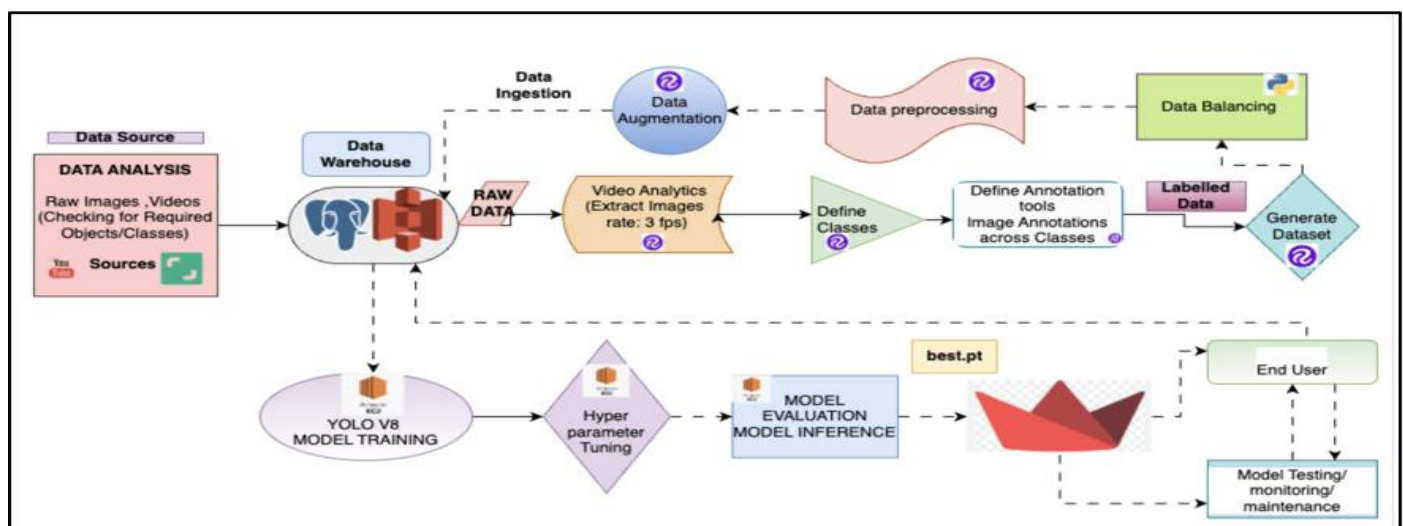 Data Source
DATA ANALYSIS
Raw Images ,Videos
(Checking for Required
Objects/Classes)
You
Tube
Sources
Data
Warehouse
Data
Ingestion
RAW
DATA
Data
Augmentation
Data preprocessing
Data Balancing
Video Analytics
(Extract Images
rate: 3 fps)
Define
Classes
Define Annotation
tools
Image Annotations
across Classes
Labelled
Data
Generate
Dataset
EC2
YOLO V8
MODEL TRAINING
Hyper
parameter
Tuning
MODEL
EVALUATION
MODEL INFERENCE
best.pt
End User
Model Testing/
monitoring/
maintenance